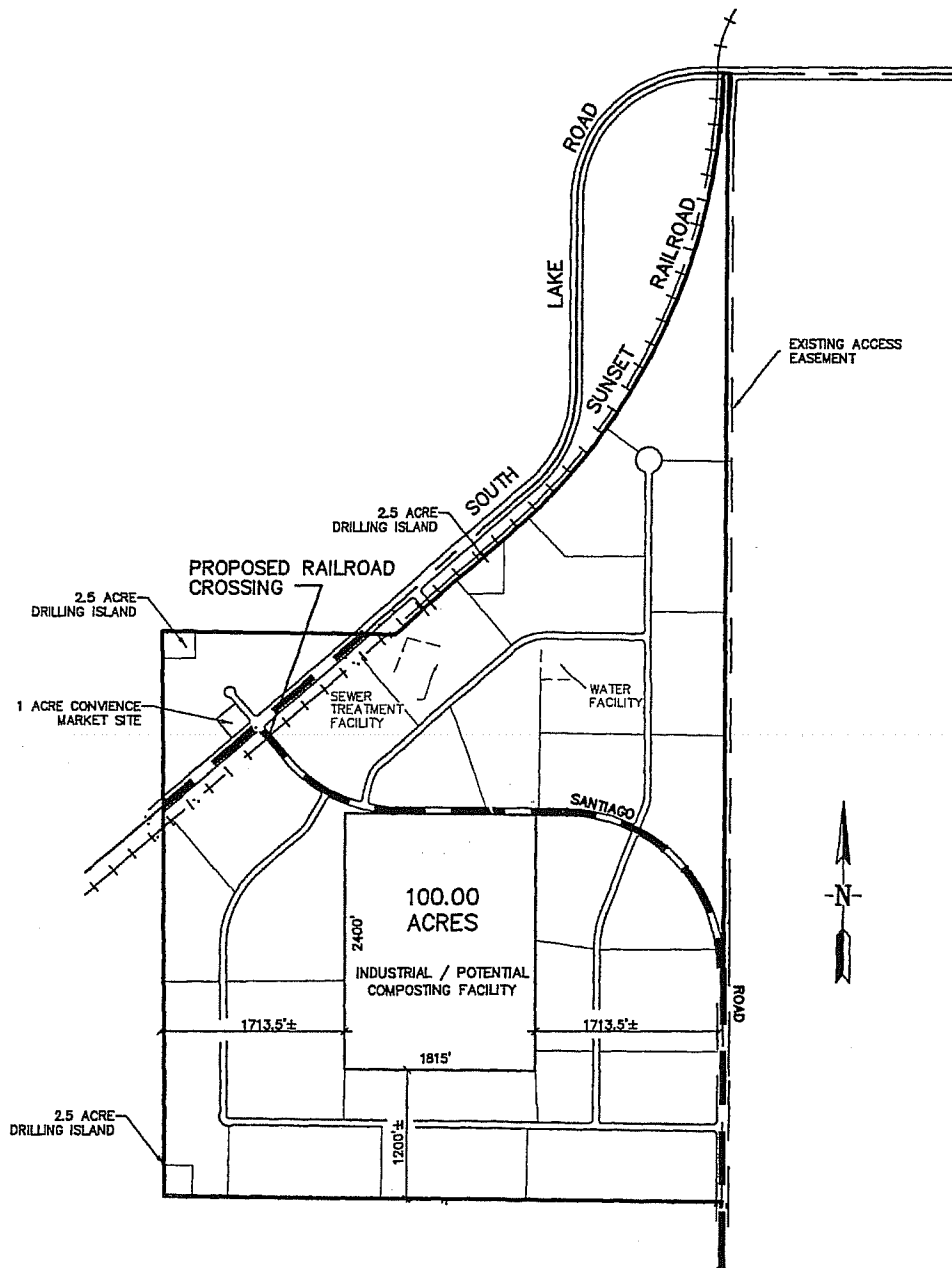 ROAD
LAKE
SOUTH
RAILROAD
SUNSET
EXISTING ACCESS
EASEMENT
2.5 ACRE
DRILLING ISLAND
PROPOSED RAILROAD
CROSSING
2.5 ACRE
DRILLING ISLAND
1 ACRE CONVIENCE
MARKET SITE
SEWER
TREATMENT
FACILITY
WATER
FACILITY
SANTIAGO
ROAD
100.00
ACRES
INDUSTRIAL / POTENTIAL
COMPOSTING FACILITY
2400'
1713.5'±
1713.5'±
1815'
1200'±
2.5 ACRE
DRILLING ISLAND
N